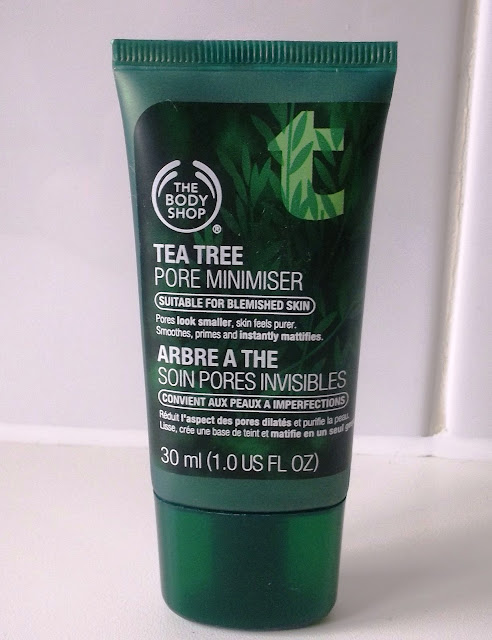 t
THE
BODY
SHOP
®
TEA TREE
PORE MINIMISER
SUITABLE FOR BLEMISHED SKIN
Pores look smaller, skin feels purer.
Smoothes, primes and instantly mattifies.
ARBRE A THE
SOIN PORES INVISIBLES
CONVIENT AUX PEAUX A IMPERFECTIONS
Réduit l'aspect des pores dilatés et purifie la peau.
Lisse, crée une base de teint et matifie en un seul
30 ml (1.0 US FL OZ)